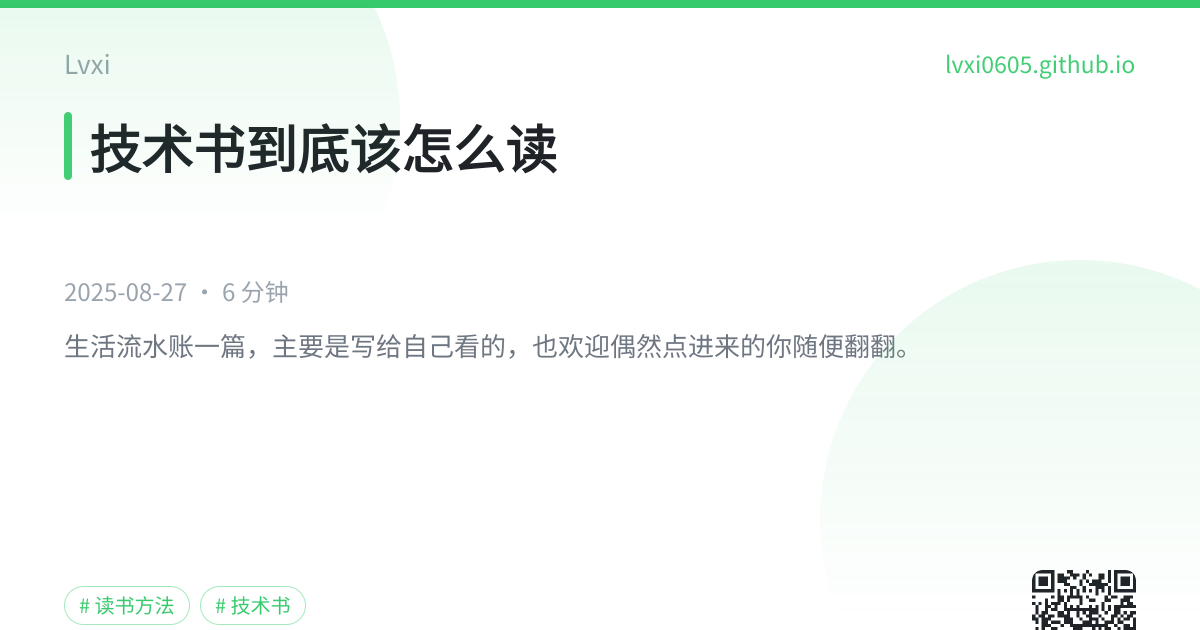 Lvxi
lvxi0605.github.io
技术书到底该怎么读
2025-08-27 · 6 分钟
生活流水账一篇，主要是写给自己看的，也欢迎偶然点进来的你随便翻翻。
# 读书方法
# 技术书